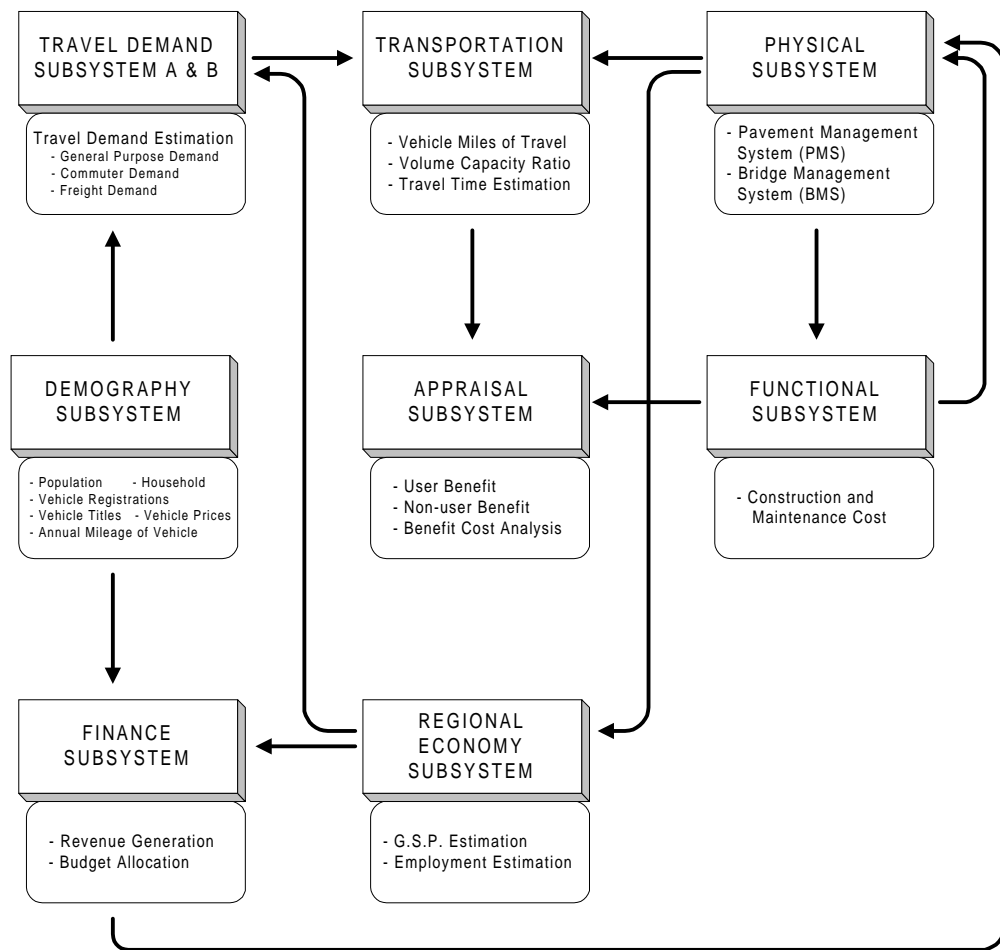 TRAVEL DEMAND
SUBSYSTEM A & B
Travel Demand Estimation
- General Purpose Demand
- Commuter Demand
- Freight Demand
TRANSPORTATION
SUBSYSTEM
- Vehicle Miles of Travel
- Volume Capacity Ratio
- Travel Time Estimation
PHYSICAL
SUBSYSTEM
- Pavement Management
System (PMS)
- Bridge Management
System (BMS)
DEMOGRAPHY
SUBSYSTEM
- Population - Household
- Vehicle Registrations
- Vehicle Titles - Vehicle Prices
- Annual Mileage of Vehicle
APPRAISAL
SUBSYSTEM
- User Benefit
- Non-user Benefit
- Benefit Cost Analysis
FUNCTIONAL
SUBSYSTEM
- Construction and
Maintenance Cost
FINANCE
SUBSYSTEM
- Revenue Generation
- Budget Allocation
REGIONAL
ECONOMY
SUBSYSTEM
- G.S.P. Estimation
- Employment Estimation